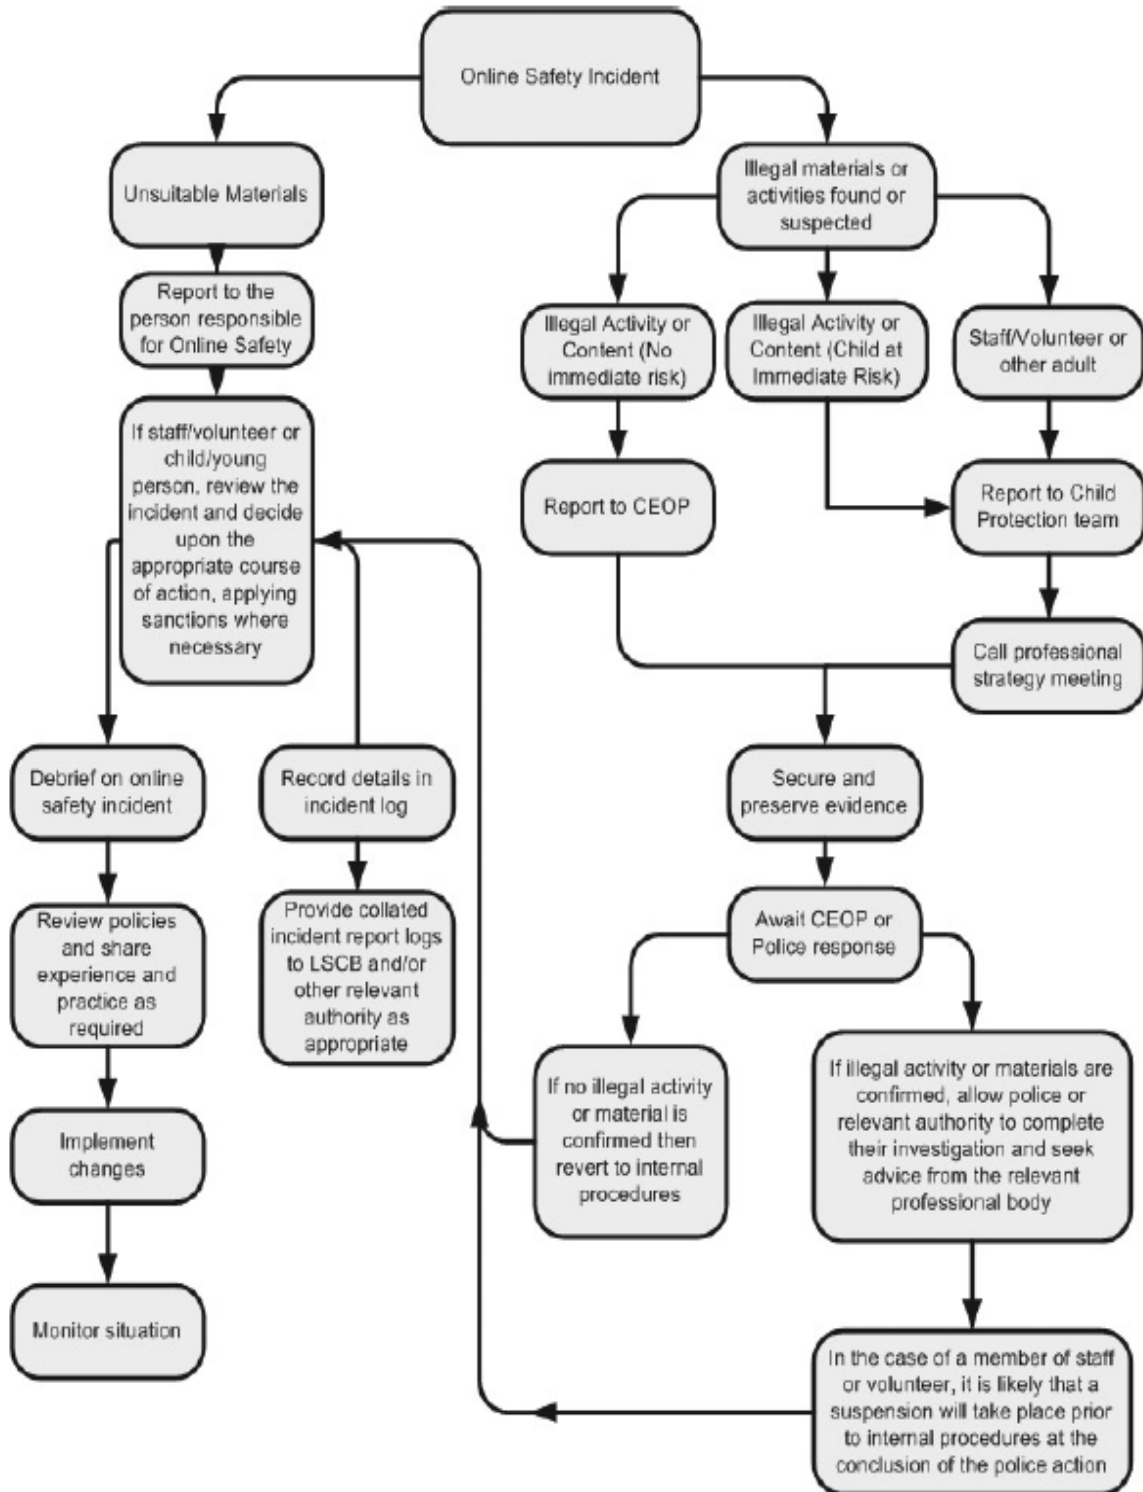 Online Safety Incident
Unsuitable Materials
Report to the
person responsible
for Online Safety
If staff/volunteer or
child/young
person, review the
incident and decide
upon the
appropriate course
of action, applying
sanctions where
necessary
Debrief on online
safety incident
Review policies
and share
experience and
practice as
required
Implement
changes
Monitor situation
Record details in
incident log
Provide collated
incident report logs
to LSCB and/or
other relevant
authority as
appropriate
Illegal materials or
activities found or
suspected
Illegal Activity or
Content (No
immediate risk)
Illegal Activity or
Content (Child at
Immediate Risk)
Staff/Volunteer or
other adult
Report to CEOP
Report to Child
Protection team
Call professional
strategy meeting
Secure and
preserve evidence
Await CEOP or
Police response
If no illegal activity
or material is
confirmed then
revert to internal
procedures
If illegal activity or materials are
confirmed, allow police or
relevant authority to complete
their investigation and seek
advice from the relevant
professional body
In the case of a member of staff
or volunteer, it is likely that a
suspension will take place prior
to internal procedures at the
conclusion of the police action